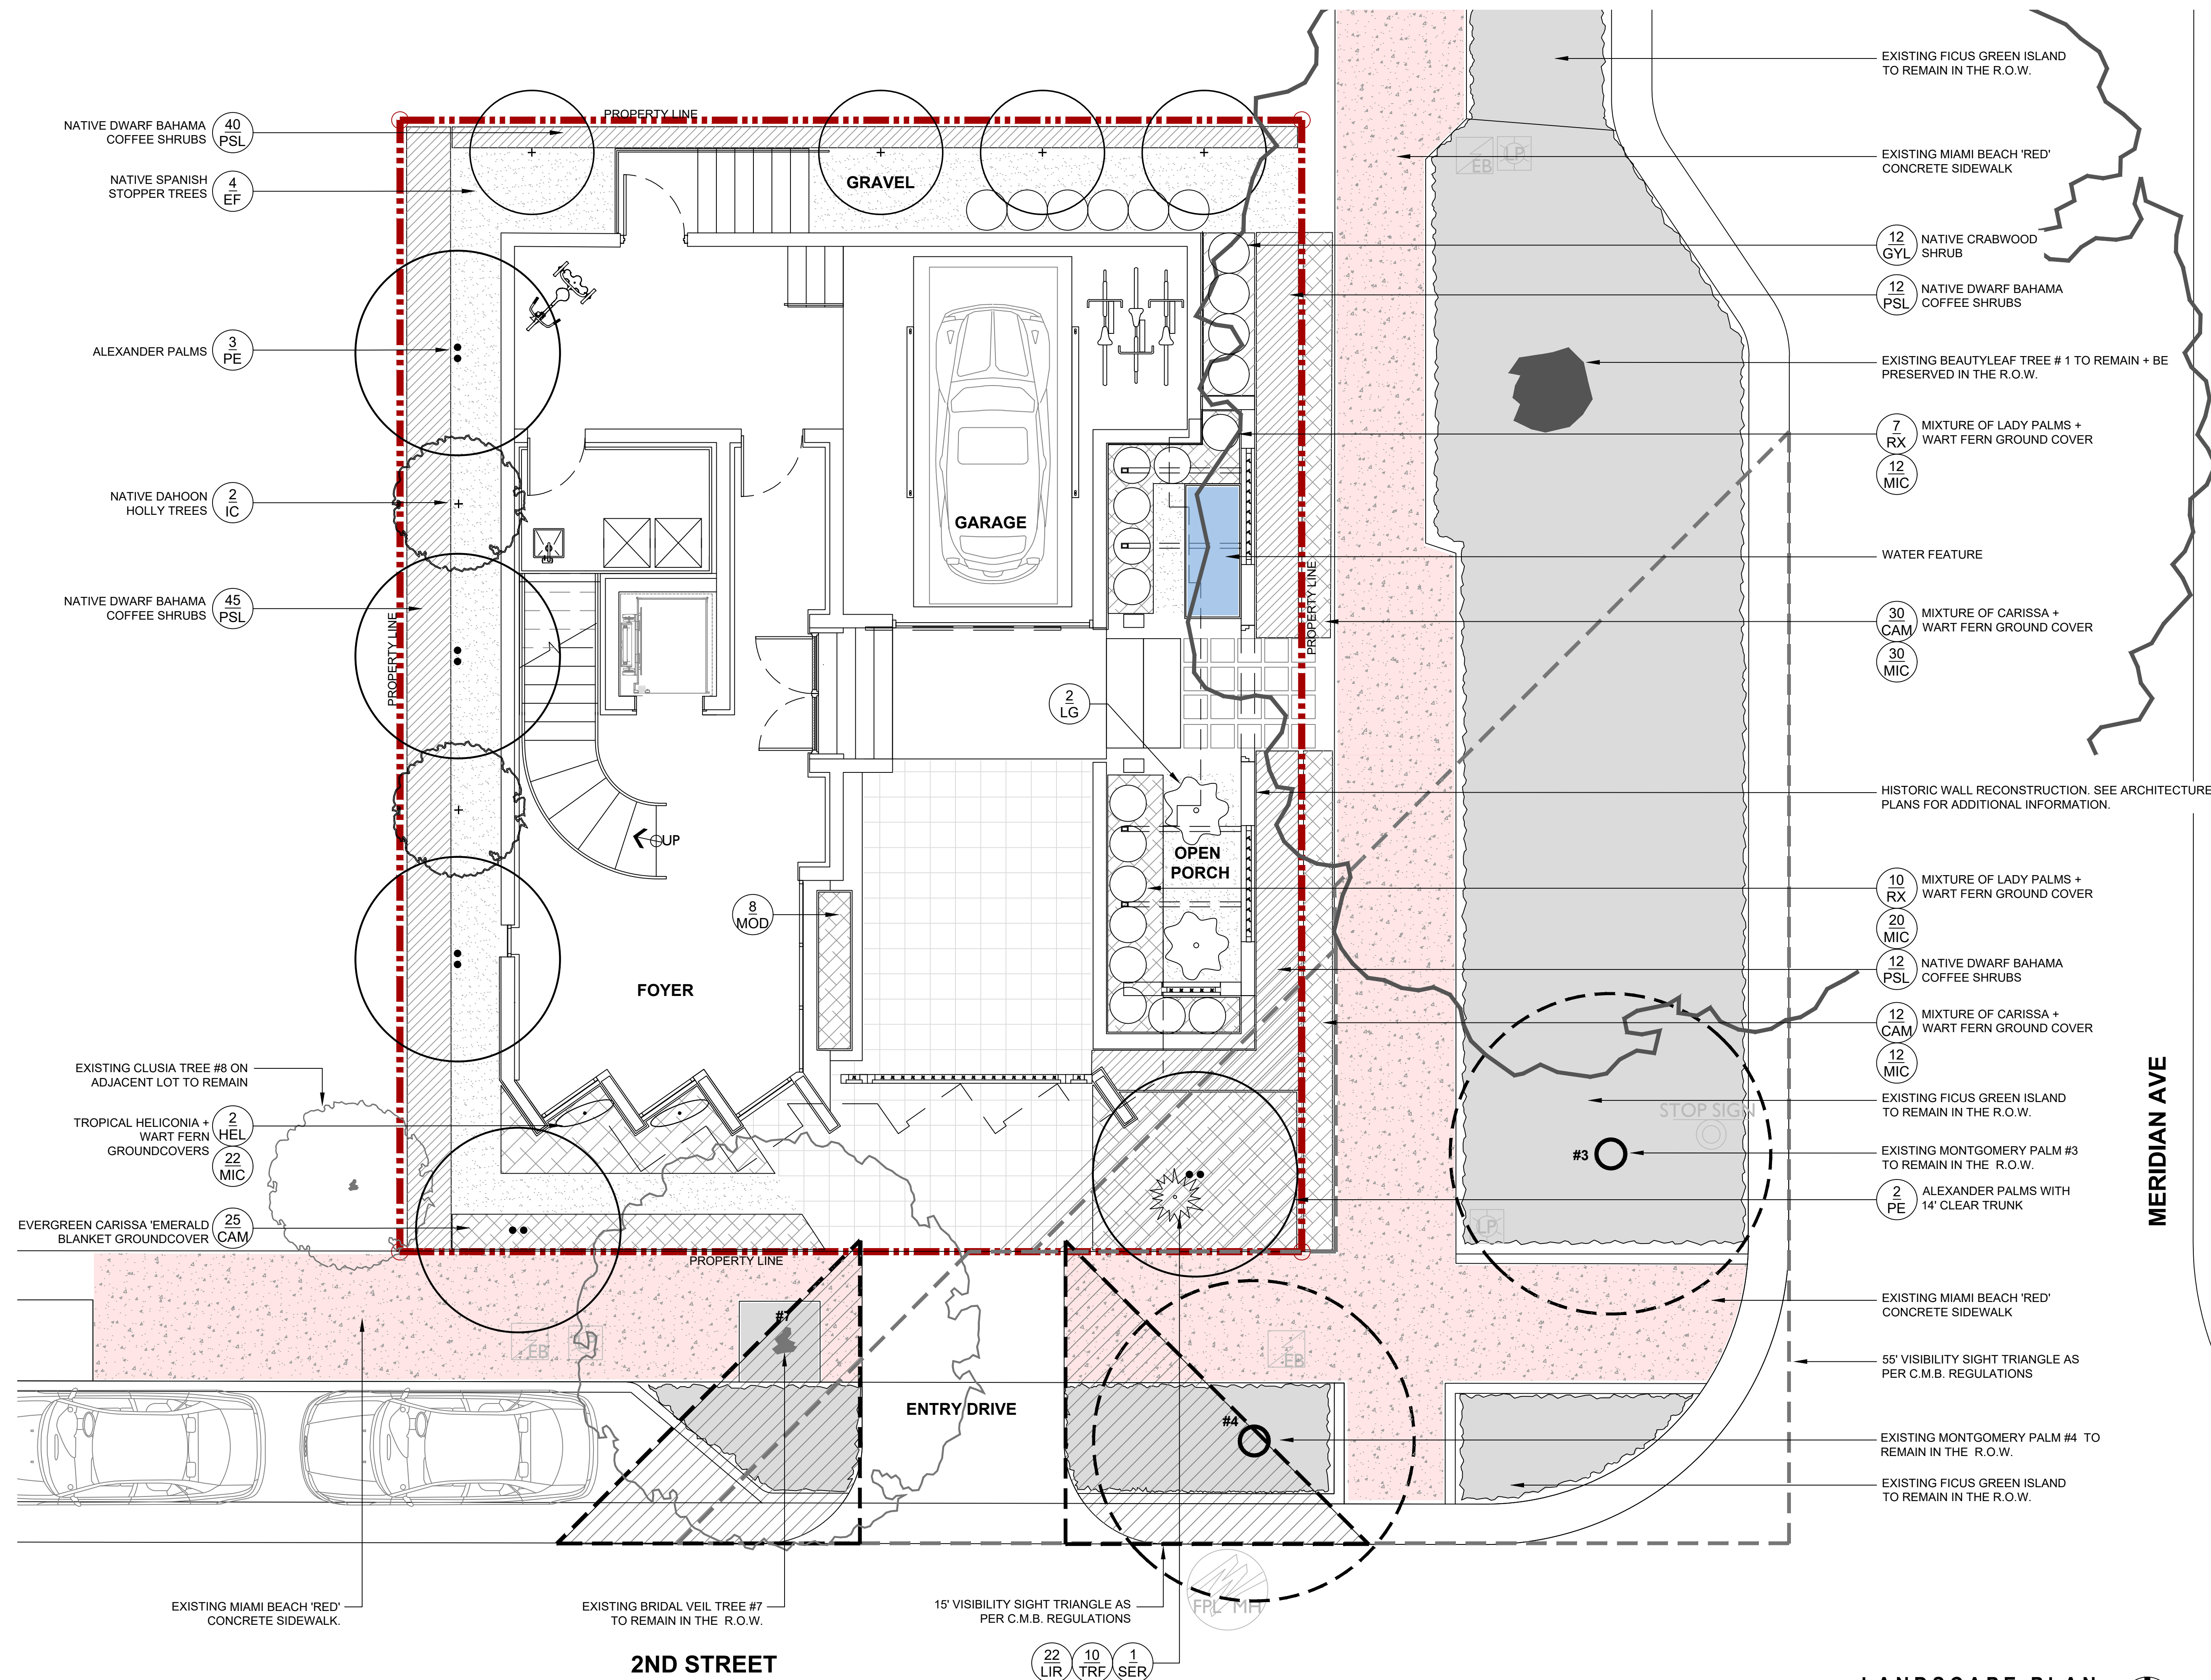 PROPERTY LINE
NATIVE DWARF BAHAMA
COFFEE SHRUBS
40
PSL
NATIVE SPANISH
STOPPER TREES
4
EF
ALEXANDER PALMS
3
PE
NATIVE DAHOON
HOLLY TREES
2
IC
NATIVE DWARF BAHAMA
COFFEE SHRUBS
45
PSL
PROPERTY LINE
EXISTING CLUSIA TREE #8 ON
ADJACENT LOT TO REMAIN
TROPICAL HELICONIA +
WART FERN
GROUNDCOVERS
2
HEL
22
MIC
EVERGREEN CARISSA 'EMERALD
BLANKET GROUNDCOVER
25
CAM
GRAVEL
GARAGE
2
LG
UP
OPEN
PORCH
8
MOD
FOYER
PROPERTY LINE
PROPERTY LINE
#7
EB
LP
ENTRY DRIVE
EB
#4
FPL MH
EB
LP
STOP SIGN
#3
LP
EXISTING FICUS GREEN ISLAND
TO REMAIN IN THE R.O.W.
EXISTING MIAMI BEACH 'RED'
CONCRETE SIDEWALK
12
GYL
NATIVE CRABWOOD
SHRUB
12
PSL
NATIVE DWARF BAHAMA
COFFEE SHRUBS
EXISTING BEAUTYLEAF TREE # 1 TO REMAIN + BE
PRESERVED IN THE R.O.W.
7
RX
MIXTURE OF LADY PALMS +
WART FERN GROUND COVER
12
MIC
WATER FEATURE
30
CAM
MIXTURE OF CARISSA +
WART FERN GROUND COVER
30
MIC
HISTORIC WALL RECONSTRUCTION. SEE ARCHITECTURE
PLANS FOR ADDITIONAL INFORMATION.
10
RX
MIXTURE OF LADY PALMS +
WART FERN GROUND COVER
20
MIC
12
PSL
NATIVE DWARF BAHAMA
COFFEE SHRUBS
12
CAM
MIXTURE OF CARISSA +
WART FERN GROUND COVER
12
MIC
EXISTING FICUS GREEN ISLAND
TO REMAIN IN THE R.O.W.
EXISTING MONTGOMERY PALM #3
TO REMAIN IN THE R.O.W.
2
PE
ALEXANDER PALMS WITH
14' CLEAR TRUNK
EXISTING MIAMI BEACH 'RED'
CONCRETE SIDEWALK
55' VISIBILITY SIGHT TRIANGLE AS
PER C.M.B. REGULATIONS
EXISTING MONTGOMERY PALM #4 TO
REMAIN IN THE R.O.W.
EXISTING FICUS GREEN ISLAND
TO REMAIN IN THE R.O.W.
MERIDIAN AVE
EXISTING MIAMI BEACH 'RED'
CONCRETE SIDEWALK.
EXISTING BRIDAL VEIL TREE #7
TO REMAIN IN THE R.O.W.
15' VISIBILITY SIGHT TRIANGLE AS
PER C.M.B. REGULATIONS
22
LIR
10
TRF
1
SER
2ND STREET
LANDSCAPE PLAN